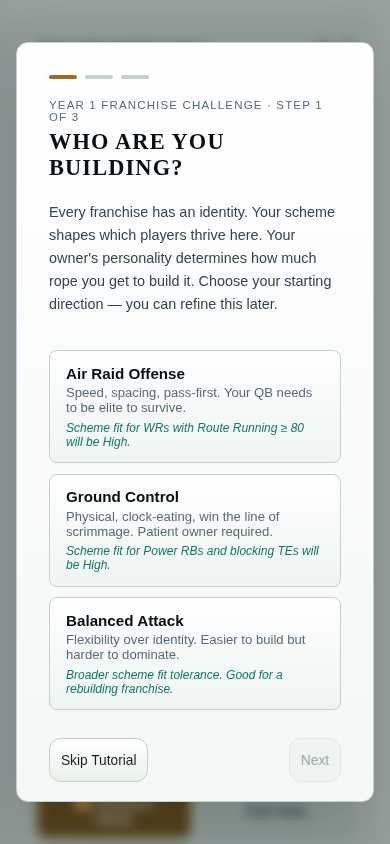 YEAR 1 FRANCHISE CHALLENGE · STEP 1
OF 3
WHO ARE YOU
BUILDING?
Every franchise has an identity. Your scheme
shapes which players thrive here. Your
owner's personality determines how much
rope you get to build it. Choose your starting
direction — you can refine this later.
Air Raid Offense
Speed, spacing, pass-first. Your QB needs
to be elite to survive.
Scheme fit for WRs with Route Running ≥ 80
will be High.
Ground Control
Physical, clock-eating, win the line of
scrimmage. Patient owner required.
Scheme fit for Power RBs and blocking TEs will
be High.
Balanced Attack
Flexibility over identity. Easier to build but
harder to dominate.
Broader scheme fit tolerance. Good for a
rebuilding franchise.
Skip Tutorial
Next